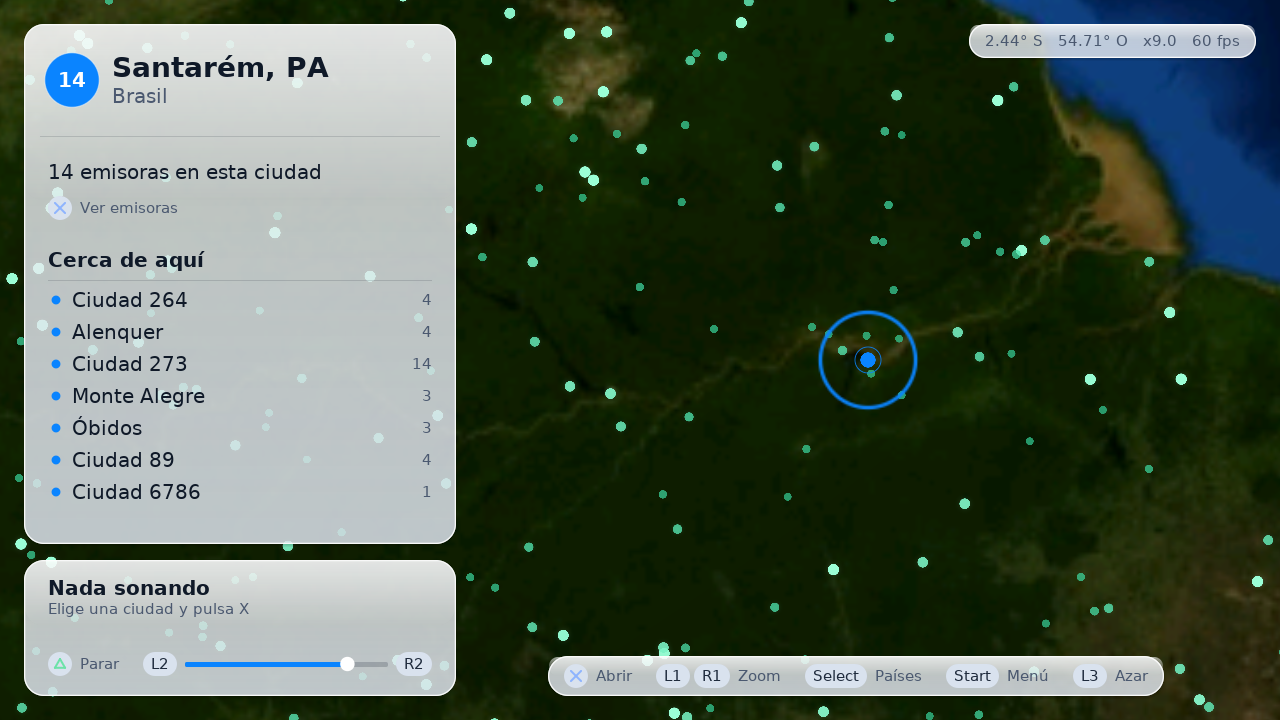 14
Santarém, PA
Brasil
14 emisoras en esta ciudad
Ver emisoras
Cerca de aquí
Ciudad 264 4
Alenquer 4
Ciudad 273 14
Monte Alegre 3
Óbidos 3
Ciudad 89 4
Ciudad 6786 1
Nada sonando
Elige una ciudad y pulsa X
Parar L2 R2
2.44° S 54.71° O x9.0 60 fps
Abrir L1 R1 Zoom Select Países Start Menú L3 Azar